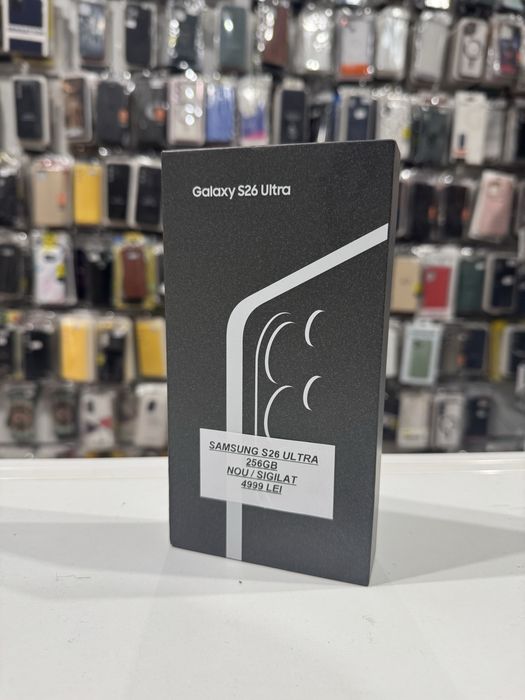 Galaxy S26 Ultra
SAMSUNG S26 ULTRA
256GB
NOU / SIGILAT
4999 LEI